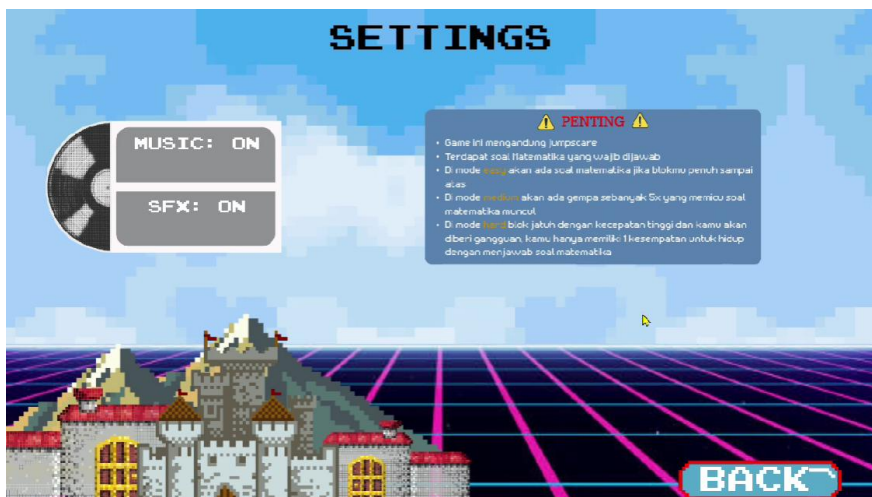 SETTINGS
MUSIC: ON
SFX: ON
⚠ PENTING ⚠
• Game ini mengandung jumpscare
• Terdapat soal Matematika yang wajib dijawab
• Di mode easy akan ada soal matematika jika blokmu penuh sampai
atas
• Di mode medium akan ada gempa sebanyak 5x yang memicu soal
matematika muncul
• Di mode hard blok jatuh dengan kecepatan tinggi dan kamu akan
diberi gangguan, kamu hanya memiliki 1 kesempatan untuk hidup
dengan menjawab soal matematika
BACK